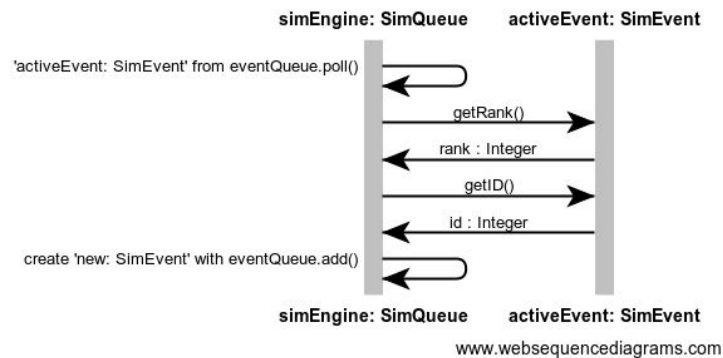 simEngine: SimQueue activeEvent: SimEvent
'activeEvent: SimEvent' from eventQueue.poll()
getRank()
rank : Integer
getID()
id : Integer
create 'new: SimEvent' with eventQueue.add()
simEngine: SimQueue activeEvent: SimEvent
www.websequencediagrams.com